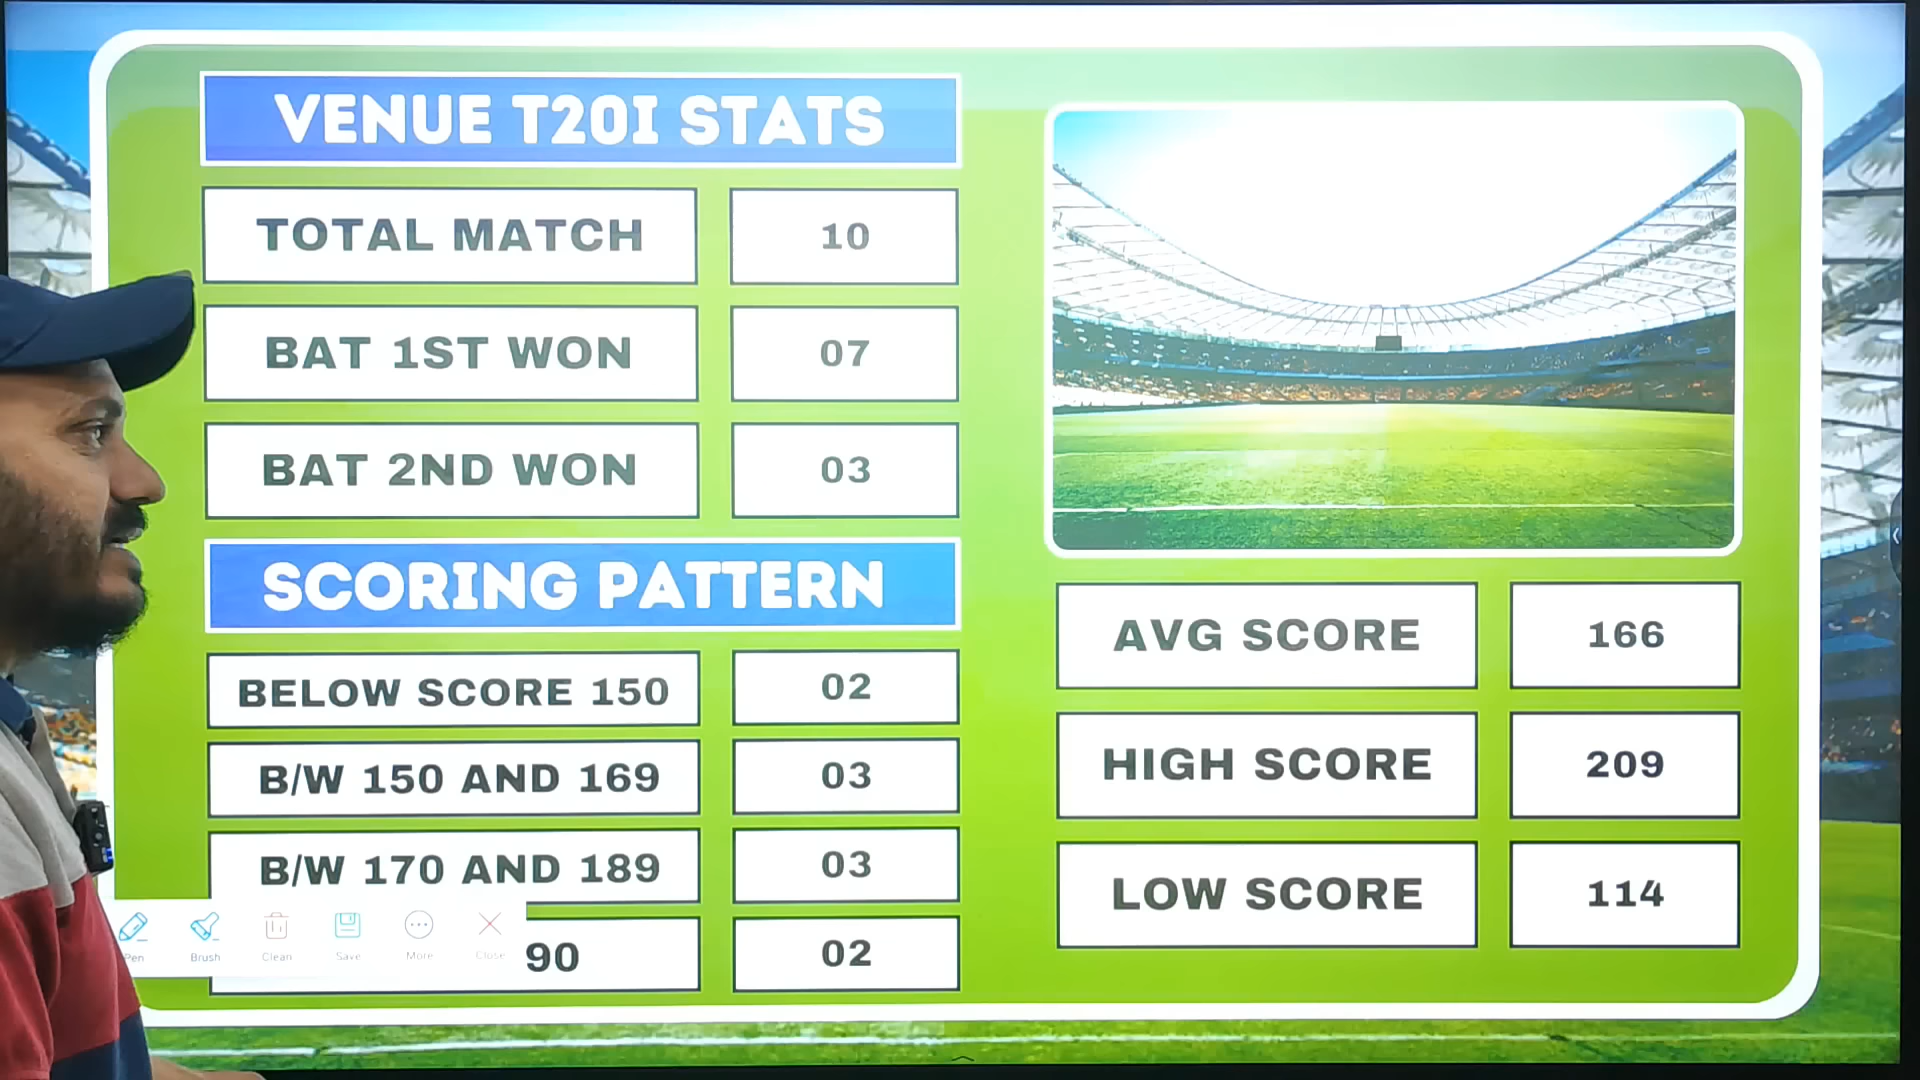 VENUE T20I STATS
TOTAL MATCH 10
BAT 1ST WON 07
BAT 2ND WON 03
SCORING PATTERN
BELOW SCORE 150 02
B/W 150 AND 169 03
B/W 170 AND 189 03
90 02
Pen Brush Clean Save More Close
AVG SCORE 166
HIGH SCORE 209
LOW SCORE 114